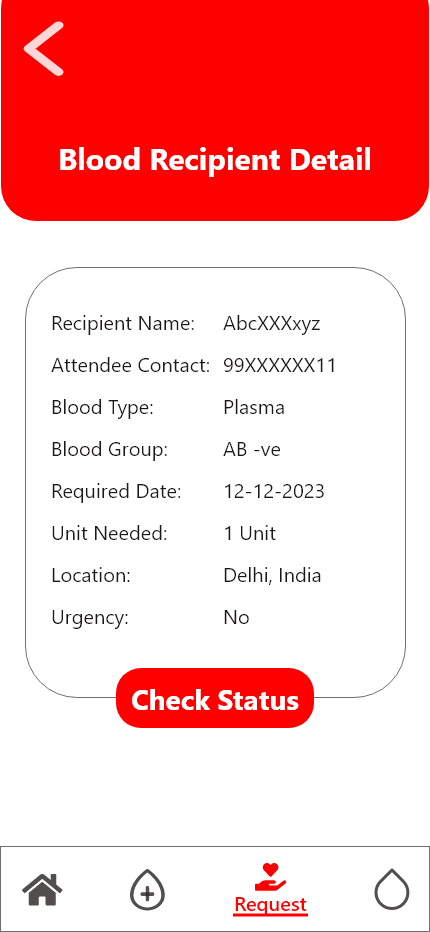 Blood Recipient Detail
Recipient Name: AbcXXXxyz
Attendee Contact: 99XXXXXX11
Blood Type: Plasma
Blood Group: AB -ve
Required Date: 12-12-2023
Unit Needed: 1 Unit
Location: Delhi, India
Urgency: No
Check Status
Request